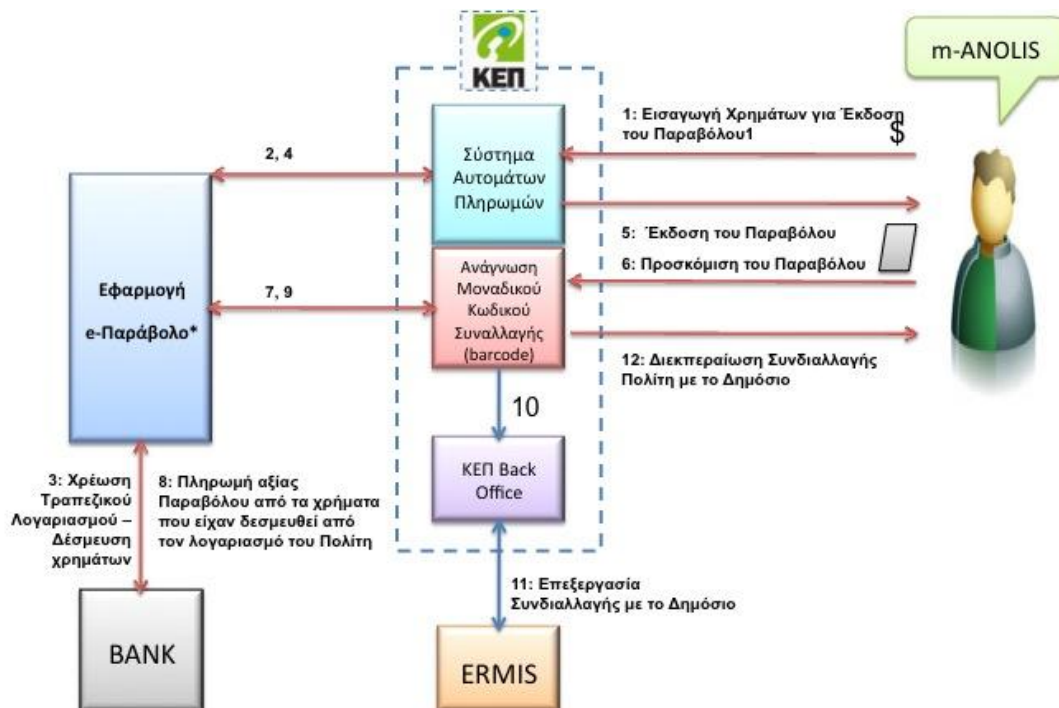 ΚΕΠ
m-ANOLIS
1: Εισαγωγή Χρημάτων για Έκδοση
του Παραβόλου1
$
2, 4
Σύστημα
Αυτομάτων
Πληρωμών
5: Έκδοση του Παραβόλου
6: Προσκόμιση του Παραβόλου
Εφαρμογή
e-Παράβολο*
7, 9
Ανάγνωση
Μοναδικού
Κωδικού
Συναλλαγής
(barcode)
12: Διεκπεραίωση Συνδιαλλαγής
Πολίτη με το Δημόσιο
10
ΚΕΠ Back
Office
3: Χρέωση
Τραπεζικού
Λογαριασμού –
Δέσμευση
χρημάτων
8: Πληρωμή αξίας
Παραβόλου από τα χρήματα
που είχαν δεσμευθεί από
τον λογαριασμό του Πολίτη
11: Επεξεργασία
Συνδιαλλαγής με το Δημόσιο
BANK
ERMIS